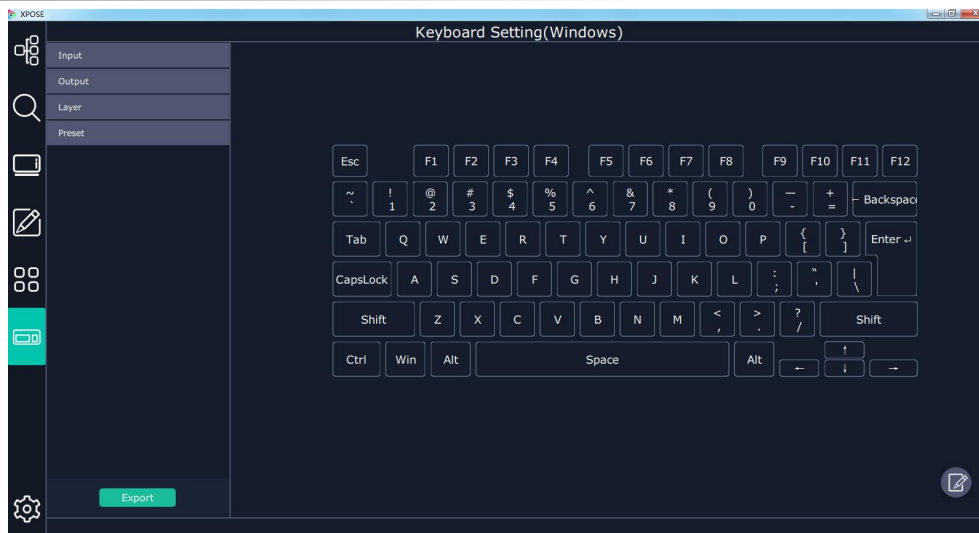 XPOSE
Keyboard Setting(Windows)
Input
Output
Layer
Preset
Esc F1 F2 F3 F4 F5 F6 F7 F8 F9 F10 F11 F12
~ ! @ # $ % ^ & * ( ) — +
` 1 2 3 4 5 6 7 8 9 0 - = ← Backspac
Tab Q W E R T Y U I O P { } Enter ↵
[ ]
CapsLock A S D F G H J K L : " |
; ' \
Shift Z X C V B N M < > ? Shift
, . /
Ctrl Win Alt Space Alt ↑
← ↓ →
Export